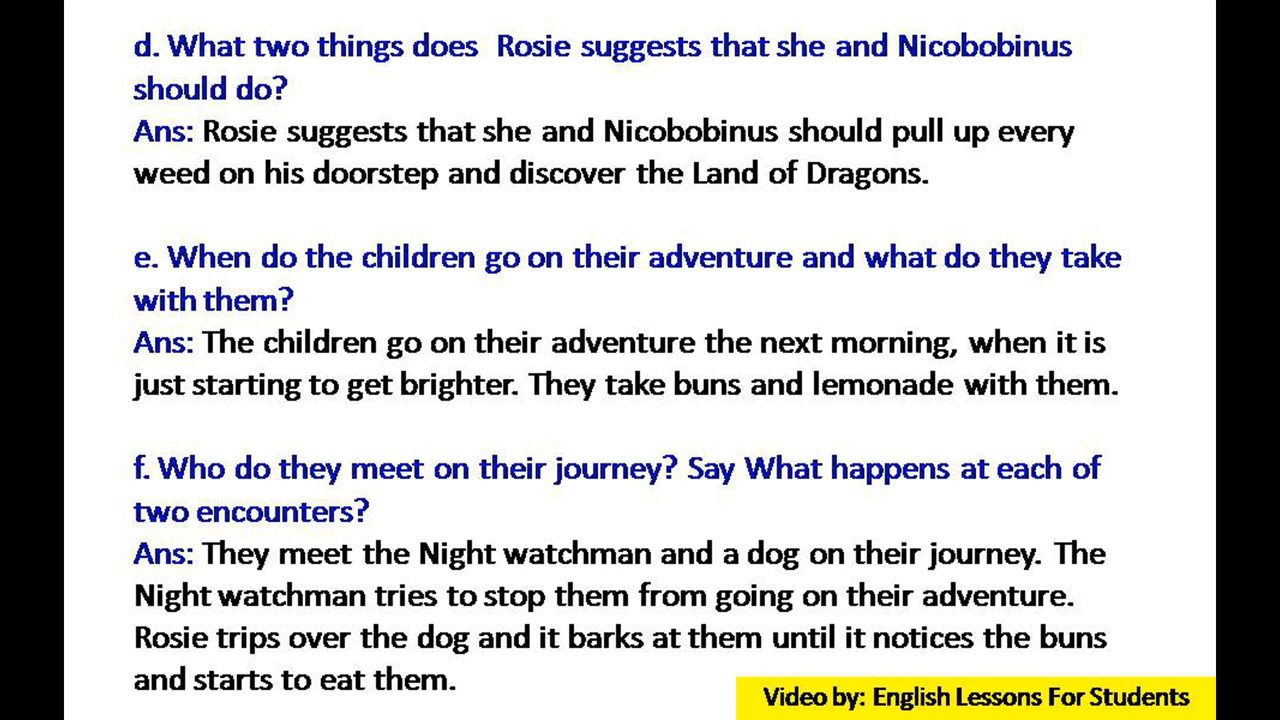 d. What two things does  Rosie suggests that she and Nicobobinus
should do?
Ans: Rosie suggests that she and Nicobobinus should pull up every
weed on his doorstep and discover the Land of Dragons.
e. When do the children go on their adventure and what do they take
with them?
Ans: The children go on their adventure the next morning, when it is
just starting to get brighter. They take buns and lemonade with them.
f. Who do they meet on their journey? Say What happens at each of
two encounters?
Ans: They meet the Night watchman and a dog on their journey. The
Night watchman tries to stop them from going on their adventure.
Rosie trips over the dog and it barks at them until it notices the buns
and starts to eat them.
Video by: English Lessons For Students